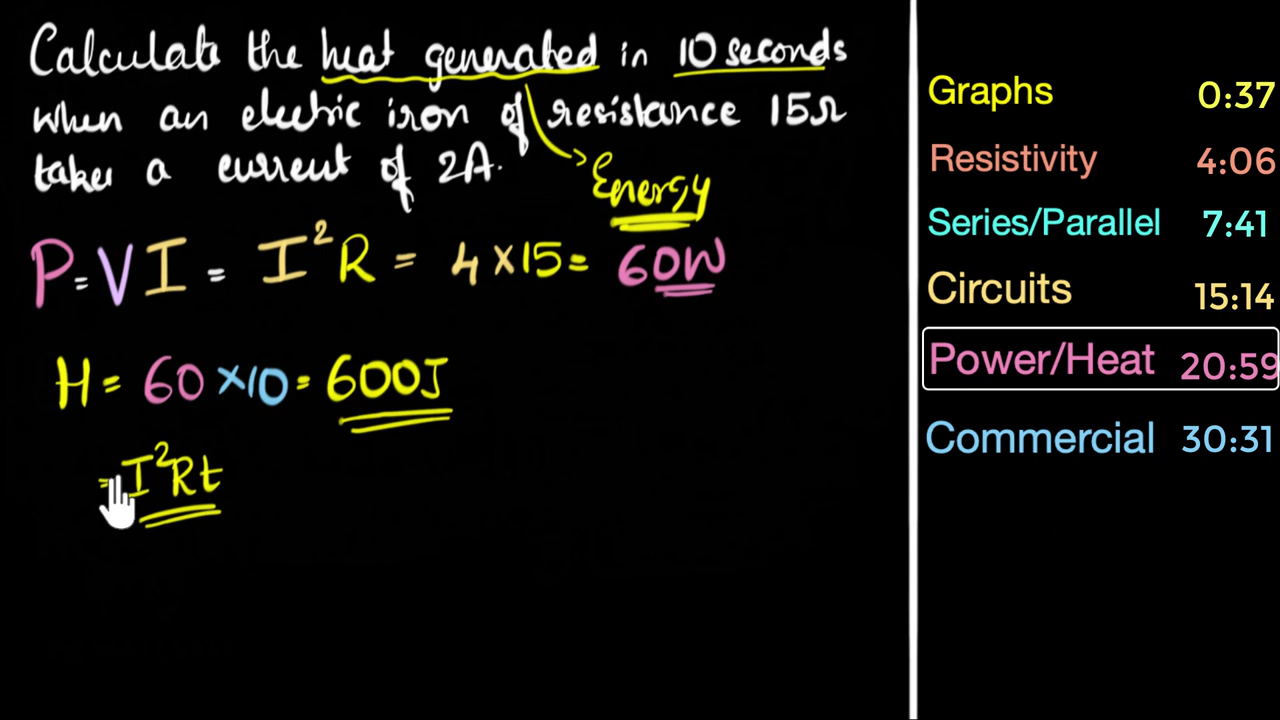 Calculate the heat generated in 10 seconds
when an electric iron of resistance 15Ω
takes a current of 2A.
Energy
P = VI = I²R = 4 × 15 = 60W
H = 60 × 10 = 600J
= I²Rt
Graphs 0:37
Resistivity 4:06
Series/Parallel 7:41
Circuits 15:14
Power/Heat 20:59
Commercial 30:31